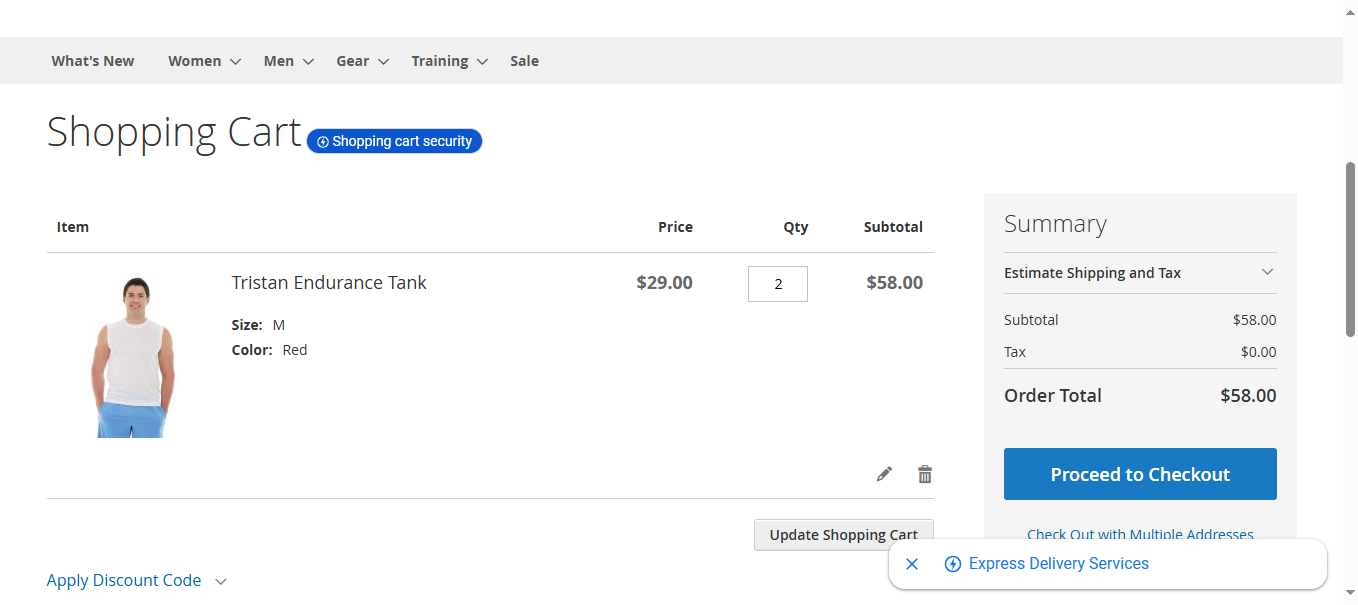 What's New Women Men Gear Training Sale
Shopping Cart Shopping cart security
Item Price Qty Subtotal
Tristan Endurance Tank $29.00 2 $58.00
Size: M
Color: Red
Update Shopping Cart
Apply Discount Code
Summary
Estimate Shipping and Tax
Subtotal $58.00
Tax $0.00
Order Total $58.00
Proceed to Checkout
Check Out with Multiple Addresses
Express Delivery Services